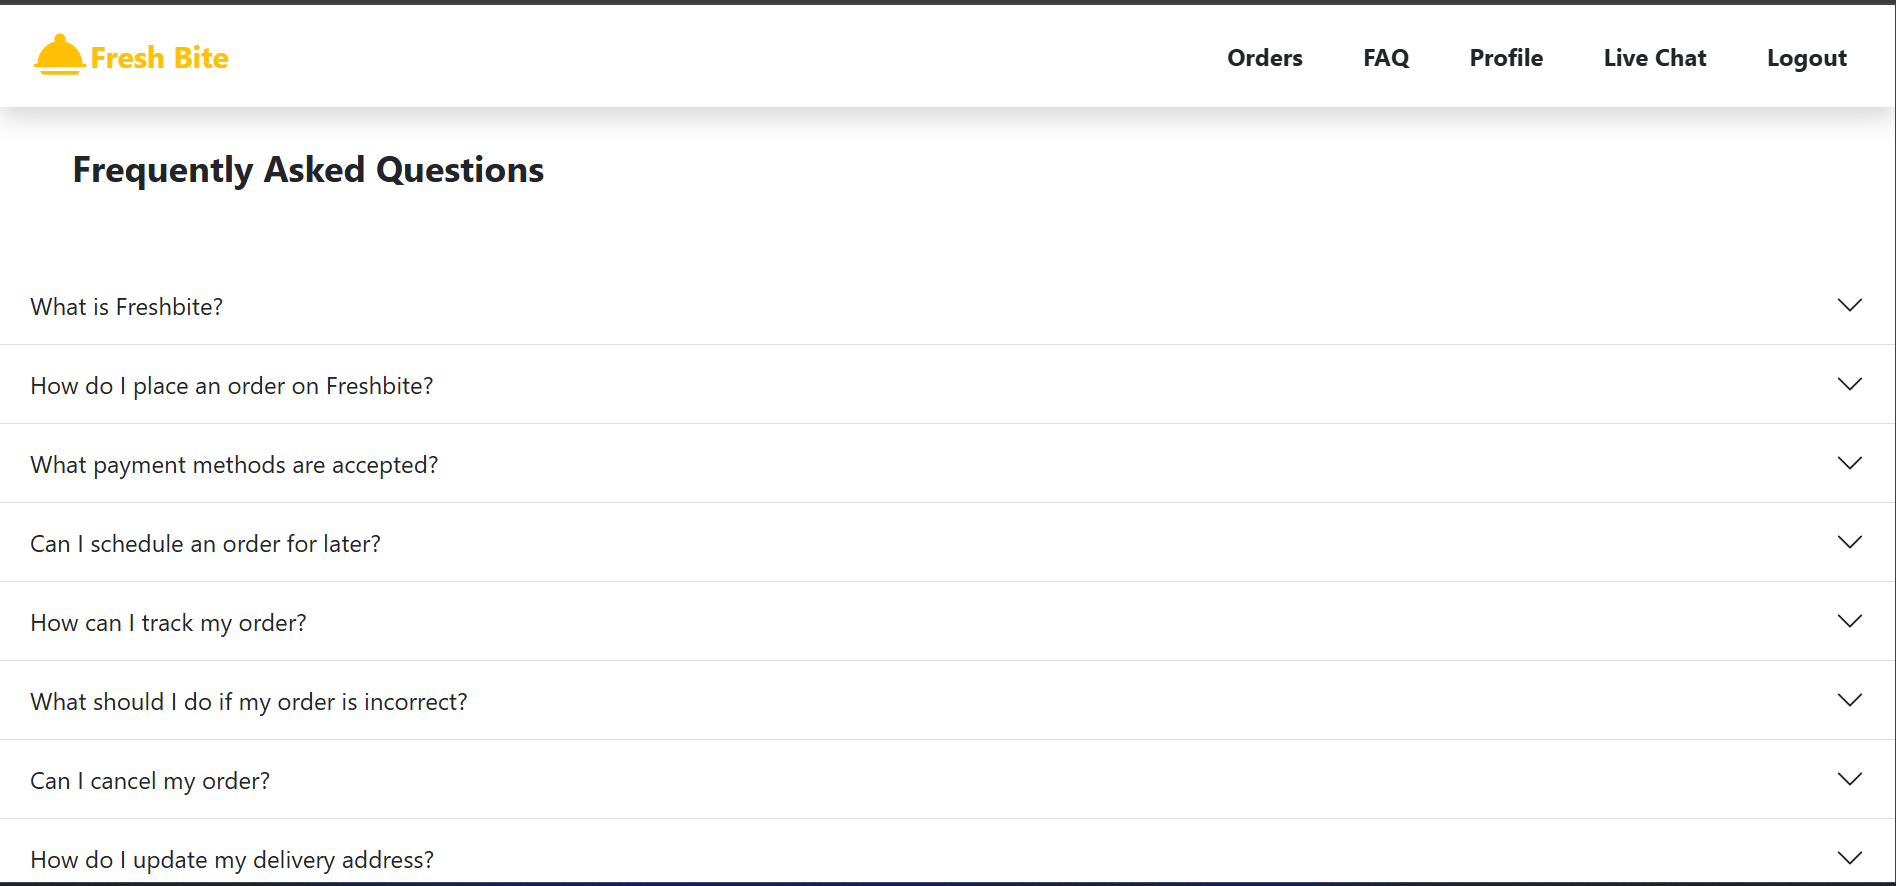 Fresh Bite
Orders FAQ Profile Live Chat Logout
Frequently Asked Questions
What is Freshbite?
How do I place an order on Freshbite?
What payment methods are accepted?
Can I schedule an order for later?
How can I track my order?
What should I do if my order is incorrect?
Can I cancel my order?
How do I update my delivery address?